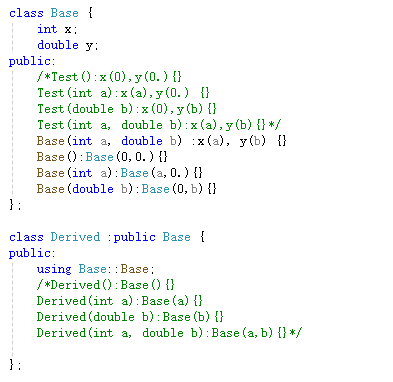 class Base {
    int x;
    double y;
public:
    /*Test():x(0),y(0.){}
    Test(int a):x(a),y(0.) {}
    Test(double b):x(0),y(b){}
    Test(int a, double b):x(a),y(b){}*/
    Base(int a, double b) :x(a), y(b) {}
    Base():Base(0,0.){}
    Base(int a):Base(a,0.){}
    Base(double b):Base(0,b){}
};
class Derived :public Base {
public:
    using Base::Base;
    /*Derived():Base(){}
    Derived(int a):Base(a){}
    Derived(double b):Base(b){}
    Derived(int a, double b):Base(a,b){}*/
};